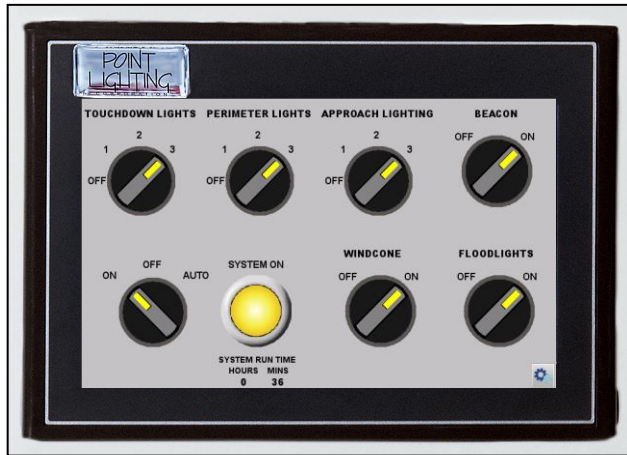 POINT
LIGHTING
CORPORATION
TOUCHDOWN LIGHTS PERIMETER LIGHTS APPROACH LIGHTING BEACON
OFF 1 2 3
OFF 1 2 3
OFF 1 2 3
OFF ON
ON OFF AUTO
SYSTEM ON
WINDCONE
OFF ON
FLOODLIGHTS
OFF ON
SYSTEM RUN TIME
HOURS MINS
0 36